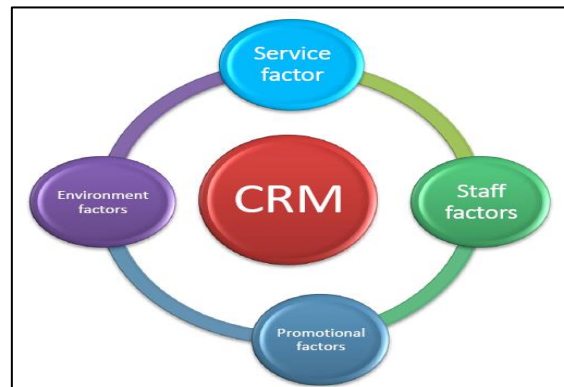 Service
factor
Environment
factors
CRM
Staff
factors
Promotional
factors